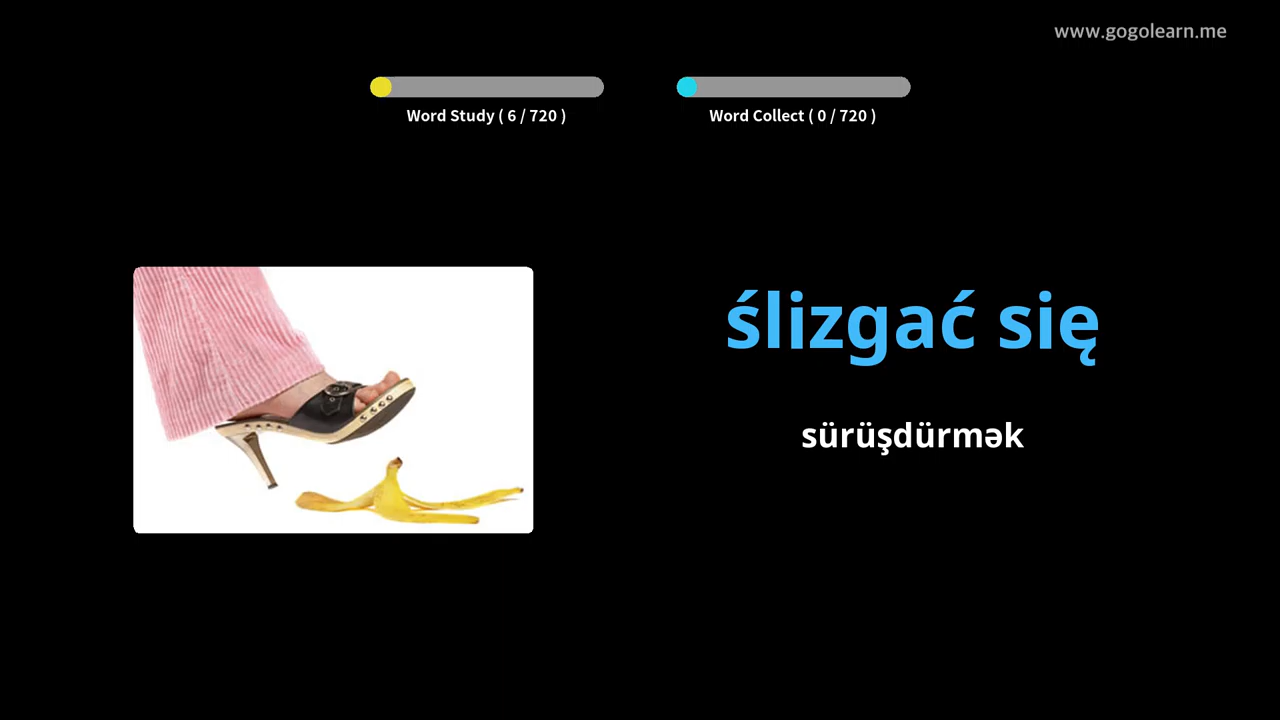 www.gogolearn.me
Word Study ( 6 / 720 )
Word Collect ( 0 / 720 )
ślizgać się
sürüşdürmək